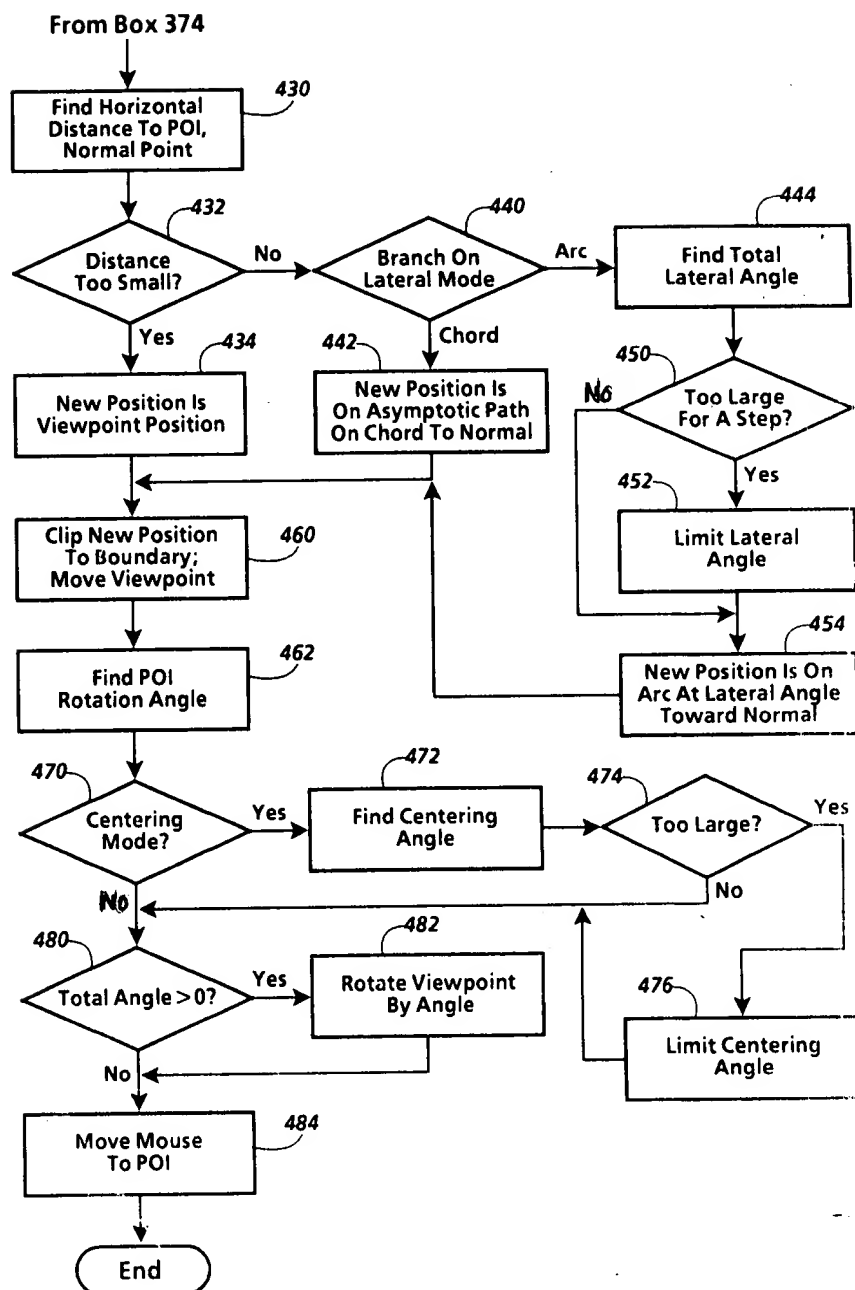 From Box 374
430
Find Horizontal
Distance To POI,
Normal Point
432
Distance
Too Small?
No
440
Branch On
Lateral Mode
Arc
444
Find Total
Lateral Angle
Yes
434
New Position Is
Viewpoint Position
Chord
442
New Position Is
On Asymptotic Path
On Chord To Normal
450
Too Large
For A Step?
No
Yes
452
Limit Lateral
Angle
454
New Position Is On
Arc At Lateral Angle
Toward Normal
Clip New Position
To Boundary;
Move Viewpoint
460
Find POI
Rotation Angle
462
470
Centering
Mode?
Yes
472
Find Centering
Angle
474
Too Large?
Yes
No
No
476
Limit Centering
Angle
480
Total Angle > 0?
Yes
482
Rotate Viewpoint
By Angle
No
Move Mouse
To POI
484
End